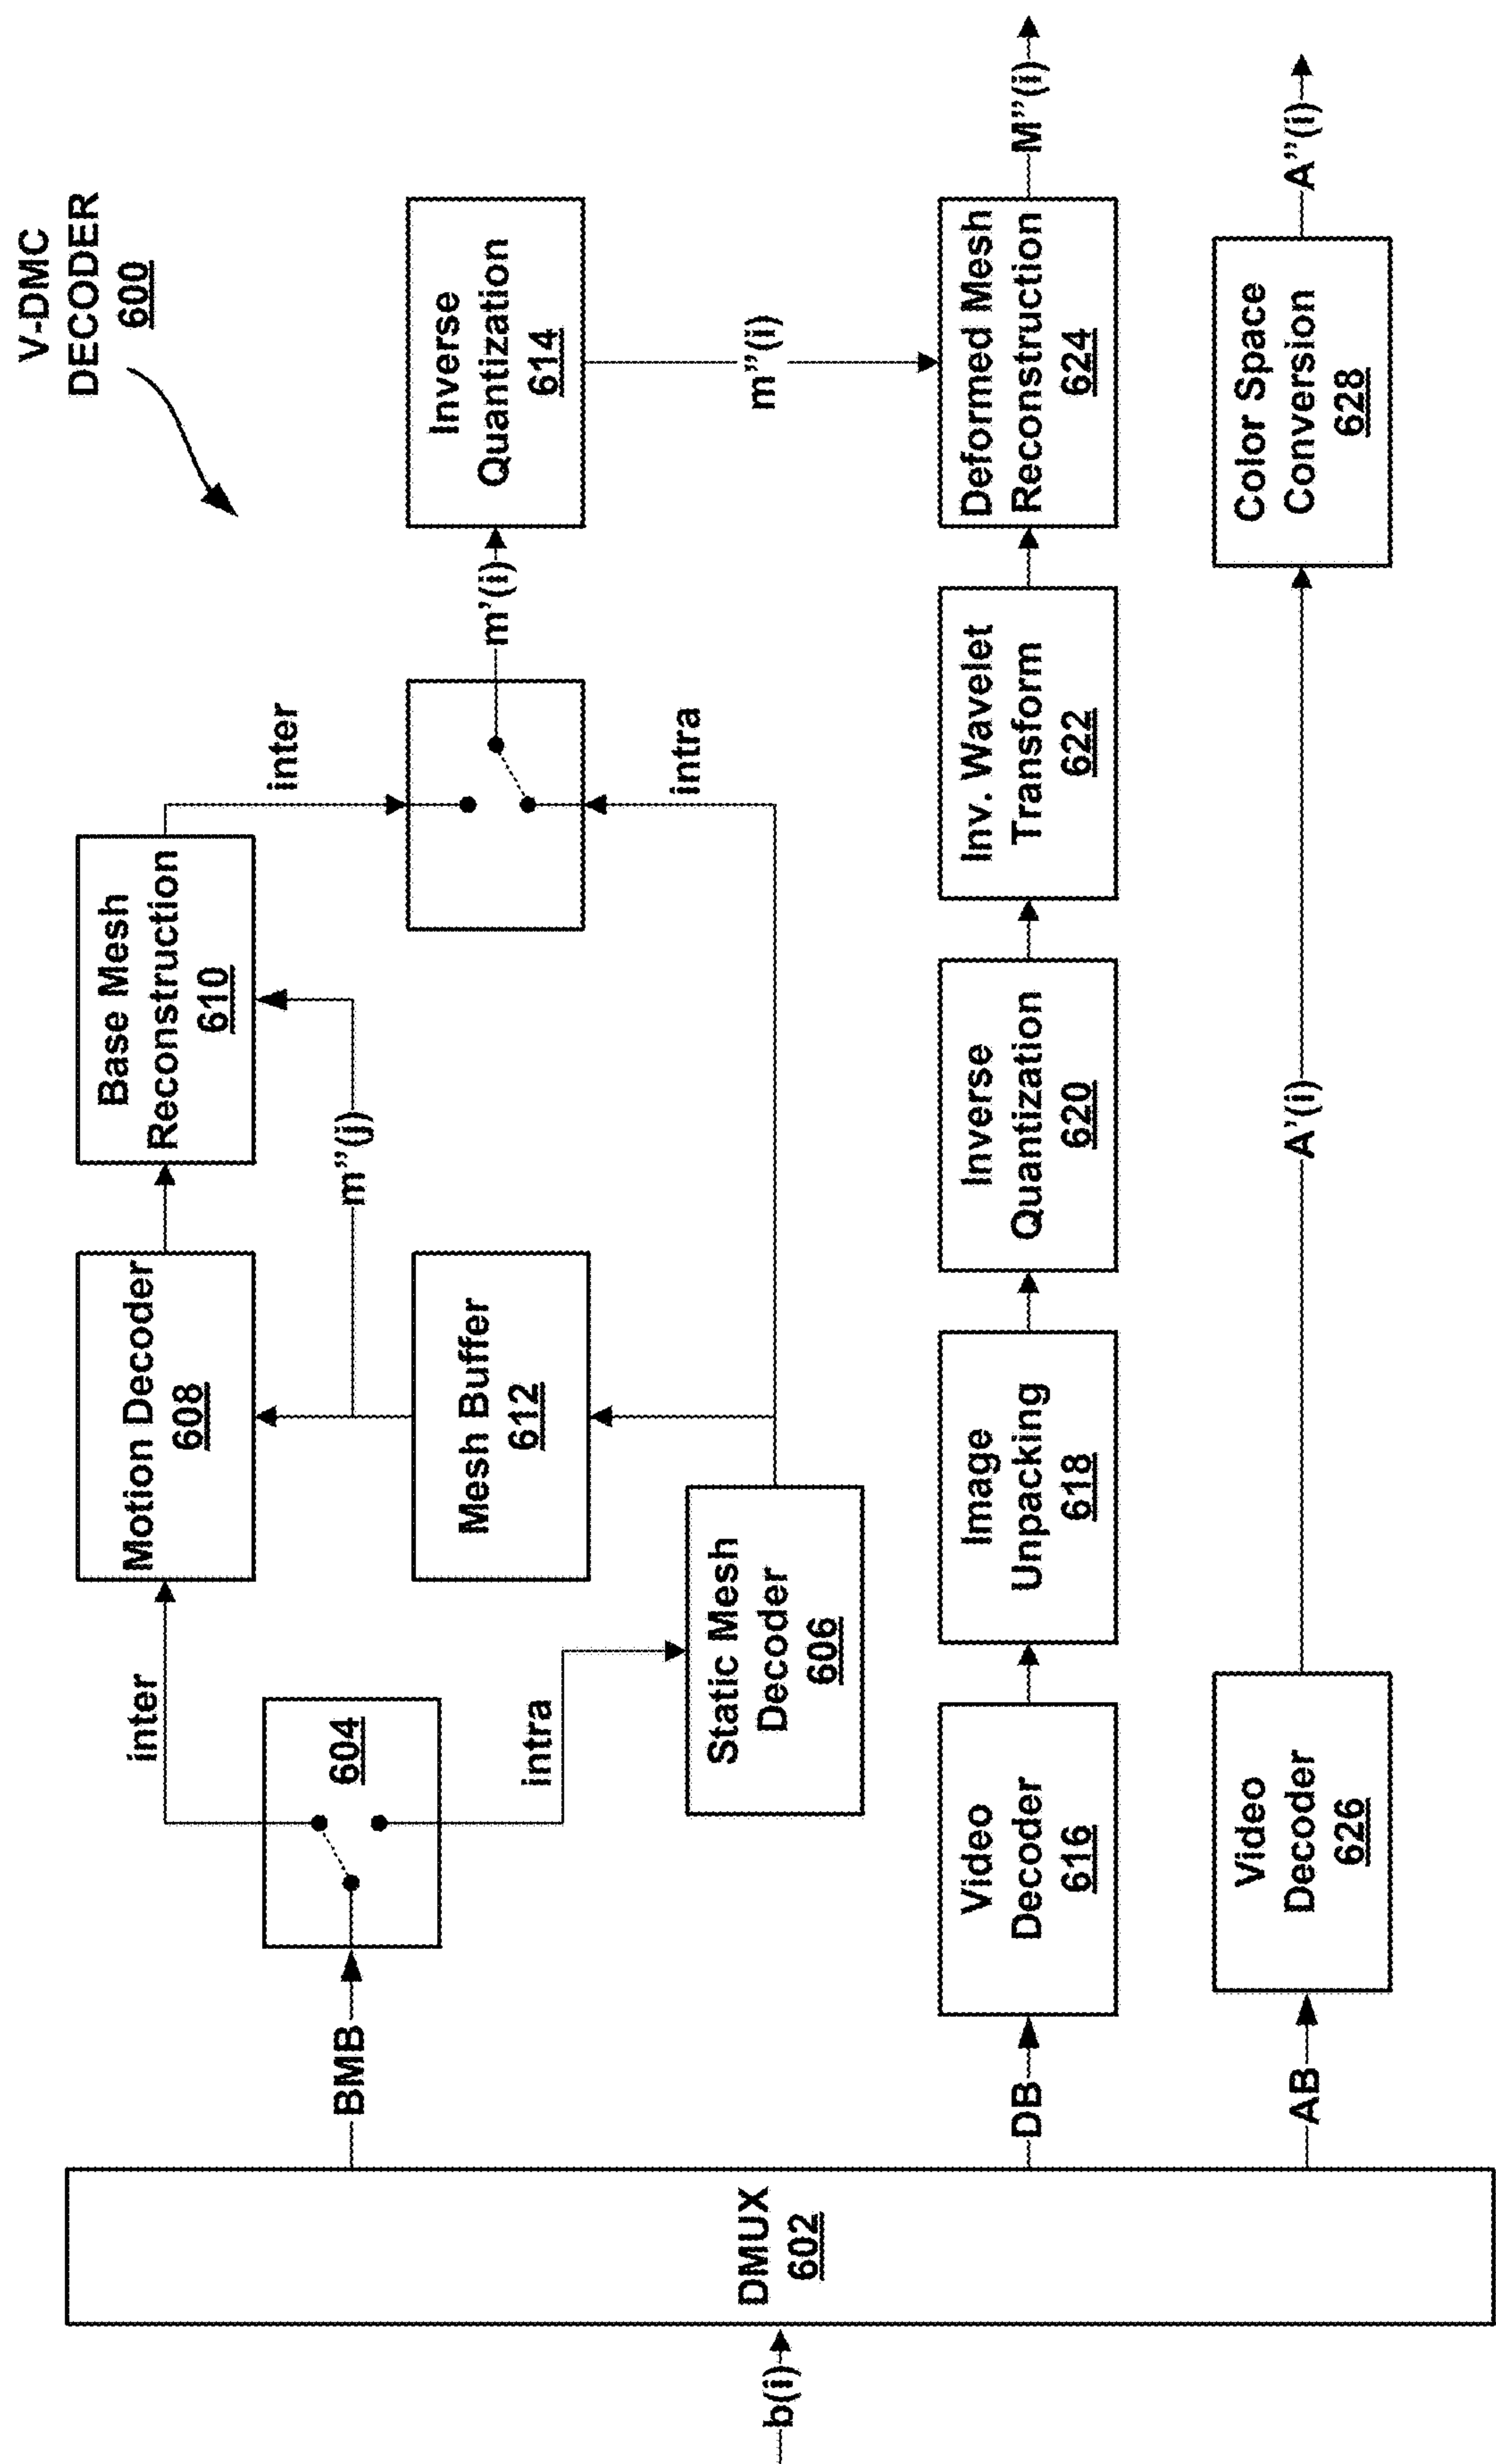 V-DMC
DECODER
600
b(i)
DMUX
602
BMB
DB
AB
604
inter
intra
Motion Decoder
608
Mesh Buffer
612
Static Mesh
Decoder
606
m”(j)
Base Mesh
Reconstruction
610
inter
intra
m’(i)
Inverse
Quantization
614
m”(i)
Video
Decoder
616
Image
Unpacking
618
Inverse
Quantization
620
Inv. Wavelet
Transform
622
Deformed Mesh
Reconstruction
624
M”(i)
Video
Decoder
626
A’(i)
Color Space
Conversion
628
A”(i)